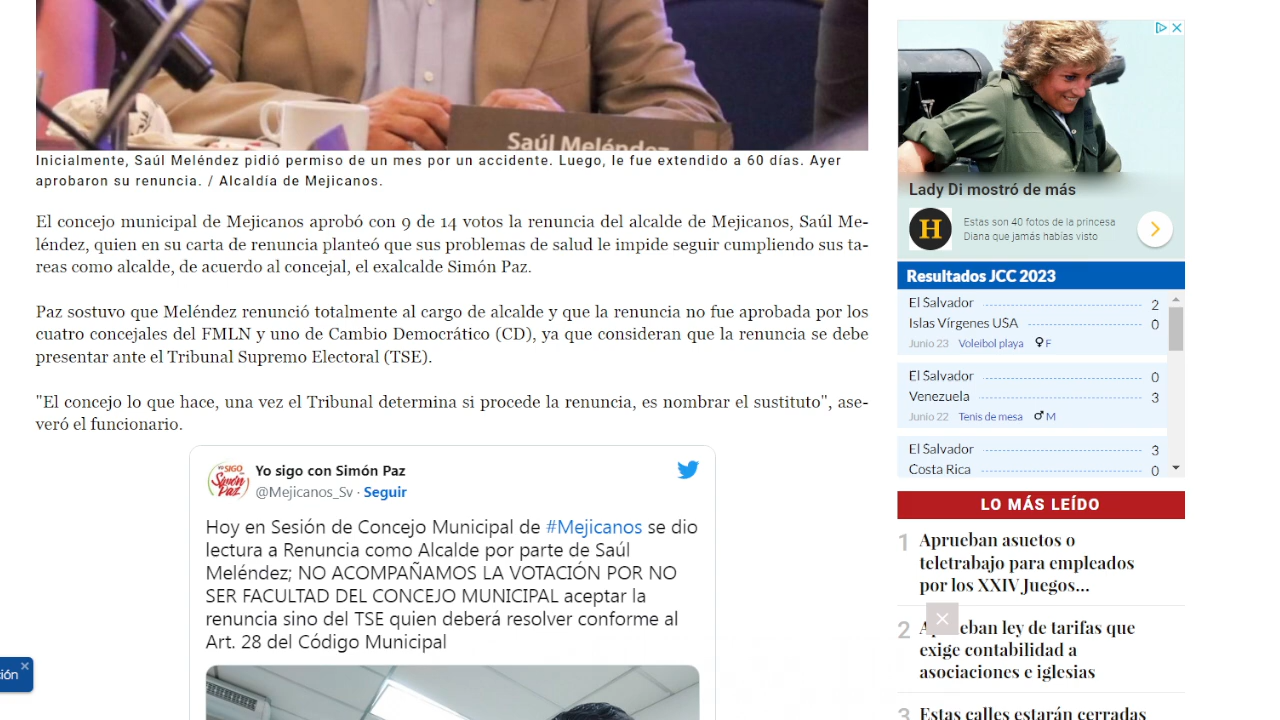 Saúl Meléndez
Inicialmente, Saúl Meléndez pidió permiso de un mes por un accidente. Luego, le fue extendido a 60 días. Ayer
aprobaron su renuncia. / Alcaldía de Mejicanos.
El concejo municipal de Mejicanos aprobó con 9 de 14 votos la renuncia del alcalde de Mejicanos, Saúl Me-
léndez, quien en su carta de renuncia planteó que sus problemas de salud le impide seguir cumpliendo sus ta-
reas como alcalde, de acuerdo al concejal, el exalcalde Simón Paz.
Paz sostuvo que Meléndez renunció totalmente al cargo de alcalde y que la renuncia no fue aprobada por los
cuatro concejales del FMLN y uno de Cambio Democrático (CD), ya que consideran que la renuncia se debe
presentar ante el Tribunal Supremo Electoral (TSE).
"El concejo lo que hace, una vez el Tribunal determina si procede la renuncia, es nombrar el sustituto", ase-
veró el funcionario.
YO SIGO
CON
Simón
PAZ
Yo sigo con Simón Paz
@Mejicanos_Sv · Seguir
Hoy en Sesión de Concejo Municipal de #Mejicanos se dio
lectura a Renuncia como Alcalde por parte de Saúl
Meléndez; NO ACOMPAÑAMOS LA VOTACIÓN POR NO
SER FACULTAD DEL CONCEJO MUNICIPAL aceptar la
renuncia sino del TSE quien deberá resolver conforme al
Art. 28 del Código Municipal
ión
Lady Di mostró de más
H
Estas son 40 fotos de la princesa
Diana que jamás habías visto
Resultados JCC 2023
El Salvador 2
Islas Vírgenes USA 0
Junio 23 Voleibol playa F
El Salvador 0
Venezuela 3
Junio 22 Tenis de mesa M
El Salvador 3
Costa Rica 0
LO MÁS LEÍDO
1 Aprueban asuetos o
teletrabajo para empleados
por los XXIV Juegos...
2 Aprueban ley de tarifas que
exige contabilidad a
asociaciones e iglesias
3 Estas calles estarán cerradas